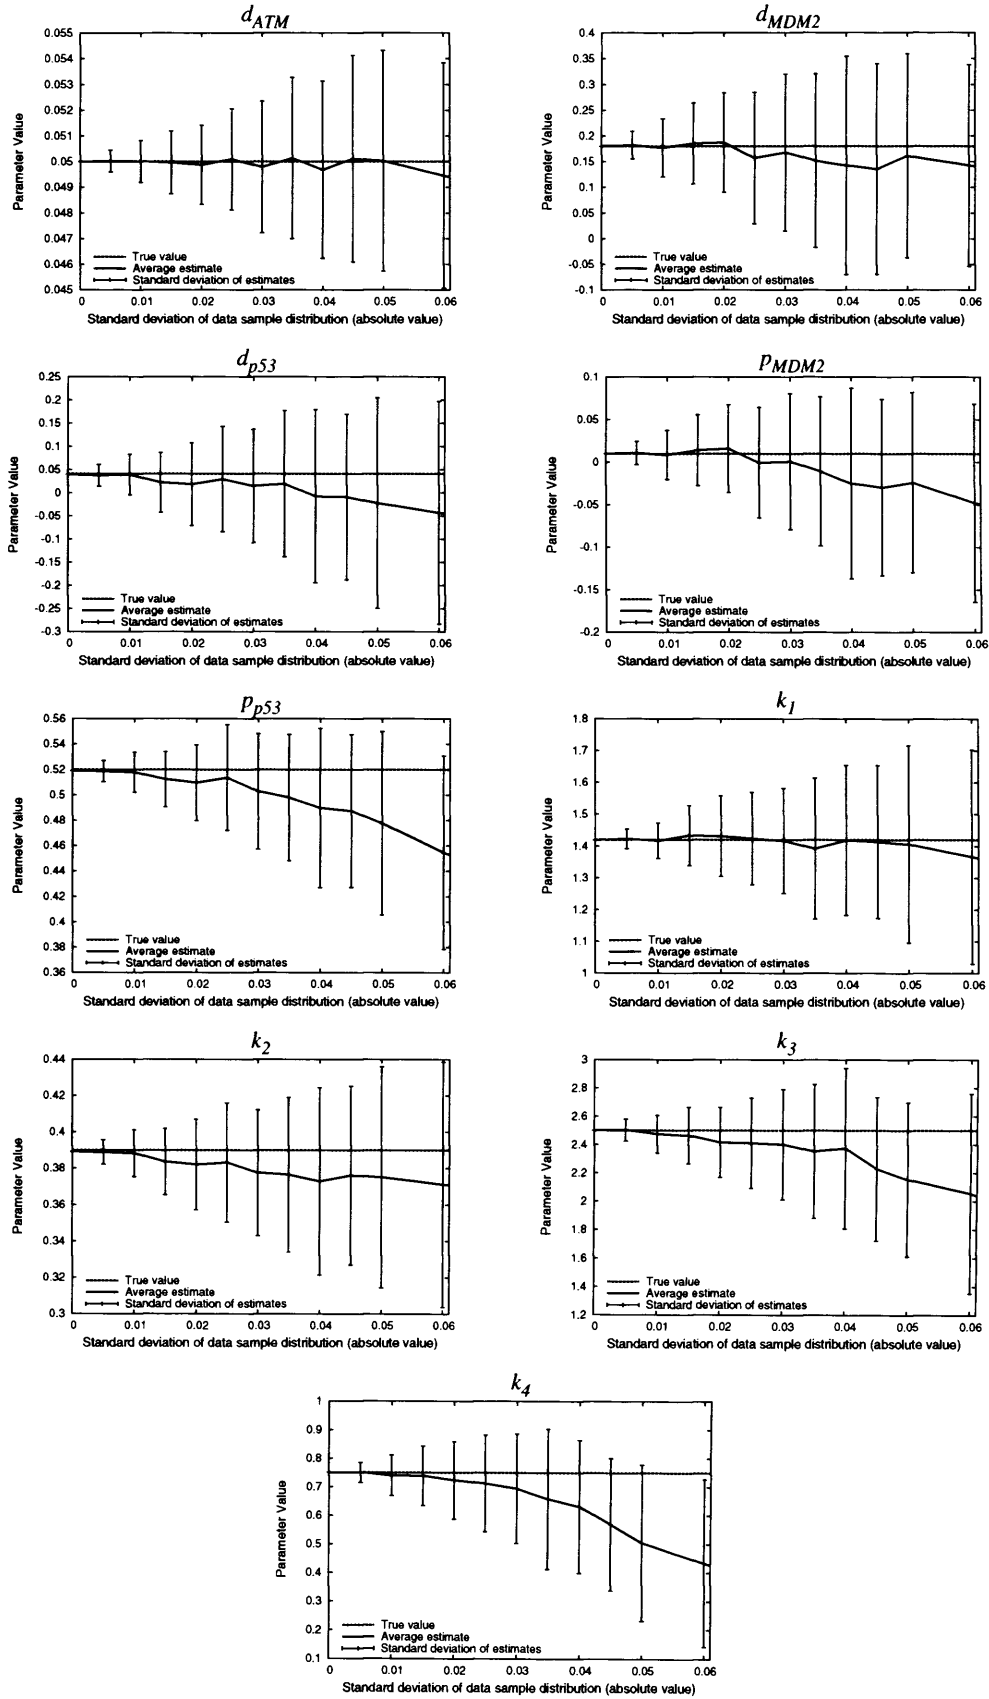 d_ATM
0.055
0.054
0.053
0.052
0.051
0.05
0.049
0.048
0.047
0.046
0.045
Parameter Value
True value
Average estimate
Standard deviation of estimates
0 0.01 0.02 0.03 0.04 0.05 0.06
Standard deviation of data sample distribution (absolute value)
d_MDM2
0.4
0.35
0.3
0.25
0.2
0.15
0.1
0.05
0
-0.05
-0.1
Parameter Value
True value
Average estimate
Standard deviation of estimates
0 0.01 0.02 0.03 0.04 0.05 0.06
Standard deviation of data sample distribution (absolute value)
d_p53
0.25
0.2
0.15
0.1
0.05
0
-0.05
-0.1
-0.15
-0.2
-0.25
-0.3
Parameter Value
True value
Average estimate
Standard deviation of estimates
0 0.01 0.02 0.03 0.04 0.05 0.06
Standard deviation of data sample distribution (absolute value)
p_MDM2
0.1
0.05
0
-0.05
-0.1
-0.15
-0.2
Parameter Value
True value
Average estimate
Standard deviation of estimates
0 0.01 0.02 0.03 0.04 0.05 0.06
Standard deviation of data sample distribution (absolute value)
p_p53
0.56
0.54
0.52
0.5
0.48
0.46
0.44
0.42
0.4
0.38
0.36
Parameter Value
True value
Average estimate
Standard deviation of estimates
0 0.01 0.02 0.03 0.04 0.05 0.06
Standard deviation of data sample distribution (absolute value)
k_1
1.8
1.7
1.6
1.5
1.4
1.3
1.2
1.1
1
Parameter Value
True value
Average estimate
Standard deviation of estimates
0 0.01 0.02 0.03 0.04 0.05 0.06
Standard deviation of data sample distribution (absolute value)
k_2
0.44
0.42
0.4
0.38
0.36
0.34
0.32
0.3
Parameter Value
True value
Average estimate
Standard deviation of estimates
0 0.01 0.02 0.03 0.04 0.05 0.06
Standard deviation of data sample distribution (absolute value)
k_3
3
2.8
2.6
2.4
2.2
2
1.8
1.6
1.4
1.2
Parameter Value
True value
Average estimate
Standard deviation of estimates
0 0.01 0.02 0.03 0.04 0.05 0.06
Standard deviation of data sample distribution (absolute value)
k_4
1
0.9
0.8
0.7
0.6
0.5
0.4
0.3
0.2
0.1
Parameter Value
True value
Average estimate
Standard deviation of estimates
0 0.01 0.02 0.03 0.04 0.05 0.06
Standard deviation of data sample distribution (absolute value)